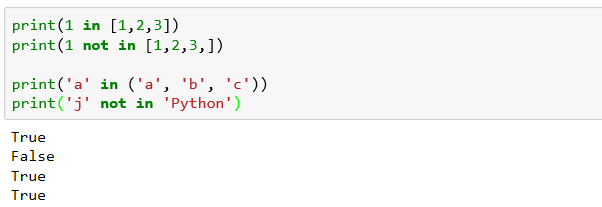 print(1 in [1,2,3])
print(1 not in [1,2,3,])
print('a' in ('a', 'b', 'c'))
print('j' not in 'Python')
True
False
True
True